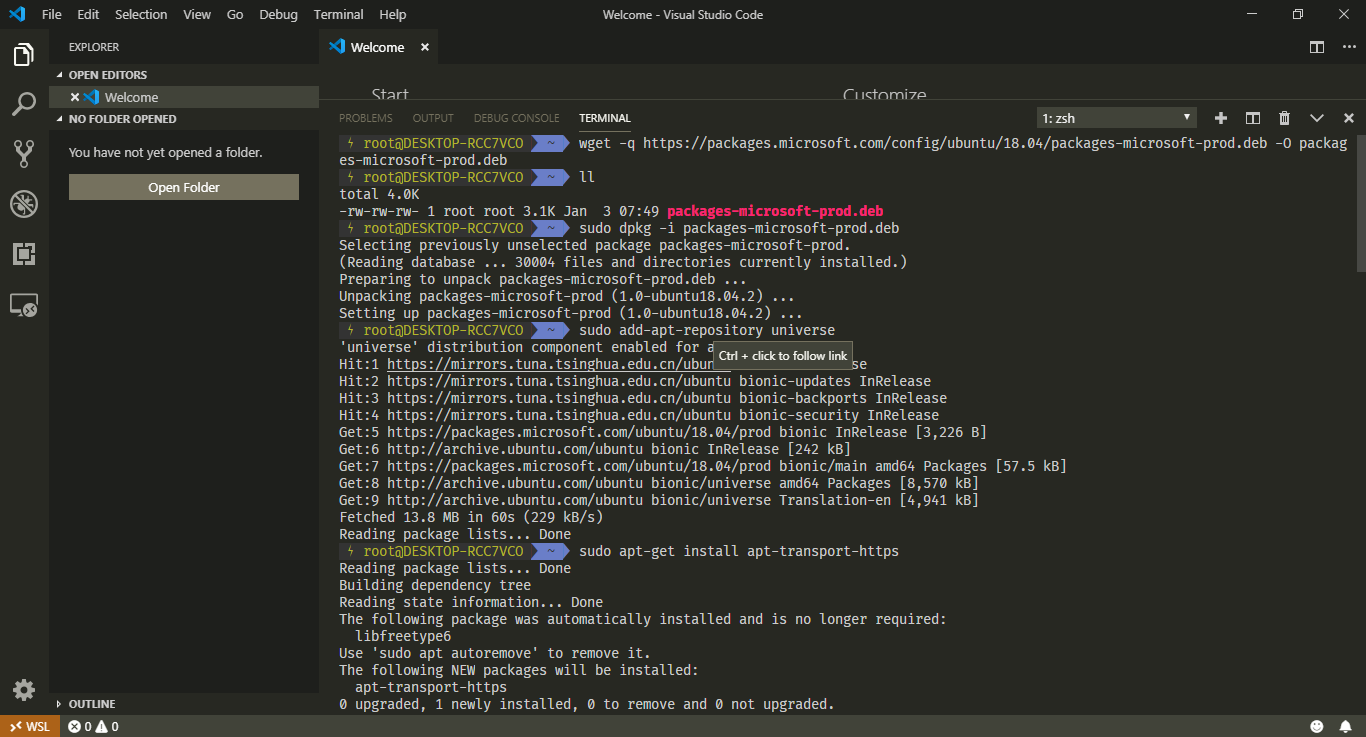 File Edit Selection View Go Debug Terminal Help
Welcome - Visual Studio Code
EXPLORER
OPEN EDITORS
Welcome
NO FOLDER OPENED
You have not yet opened a folder.
Open Folder
OUTLINE
Welcome
Start
Customize
PROBLEMS OUTPUT DEBUG CONSOLE TERMINAL
1: zsh
root@DESKTOP-RCC7VCO ~ wget -q https://packages.microsoft.com/config/ubuntu/18.04/packages-microsoft-prod.deb -O packag
es-microsoft-prod.deb
root@DESKTOP-RCC7VCO ~ ll
total 4.0K
-rw-rw-rw- 1 root root 3.1K Jan 3 07:49 packages-microsoft-prod.deb
root@DESKTOP-RCC7VCO ~ sudo dpkg -i packages-microsoft-prod.deb
Selecting previously unselected package packages-microsoft-prod.
(Reading database ... 30004 files and directories currently installed.)
Preparing to unpack packages-microsoft-prod.deb ...
Unpacking packages-microsoft-prod (1.0-ubuntu18.04.2) ...
Setting up packages-microsoft-prod (1.0-ubuntu18.04.2) ...
root@DESKTOP-RCC7VCO ~ sudo add-apt-repository universe
'universe' distribution component enabled for a
Ctrl + click to follow link
Hit:1 https://mirrors.tuna.tsinghua.edu.cn/ubun se
Hit:2 https://mirrors.tuna.tsinghua.edu.cn/ubuntu bionic-updates InRelease
Hit:3 https://mirrors.tuna.tsinghua.edu.cn/ubuntu bionic-backports InRelease
Hit:4 https://mirrors.tuna.tsinghua.edu.cn/ubuntu bionic-security InRelease
Get:5 https://packages.microsoft.com/ubuntu/18.04/prod bionic InRelease [3,226 B]
Get:6 http://archive.ubuntu.com/ubuntu bionic InRelease [242 kB]
Get:7 https://packages.microsoft.com/ubuntu/18.04/prod bionic/main amd64 Packages [57.5 kB]
Get:8 http://archive.ubuntu.com/ubuntu bionic/universe amd64 Packages [8,570 kB]
Get:9 http://archive.ubuntu.com/ubuntu bionic/universe Translation-en [4,941 kB]
Fetched 13.8 MB in 60s (229 kB/s)
Reading package lists... Done
root@DESKTOP-RCC7VCO ~ sudo apt-get install apt-transport-https
Reading package lists... Done
Building dependency tree
Reading state information... Done
The following package was automatically installed and is no longer required:
libfreetype6
Use 'sudo apt autoremove' to remove it.
The following NEW packages will be installed:
apt-transport-https
0 upgraded, 1 newly installed, 0 to remove and 0 not upgraded.
WSL 0 0